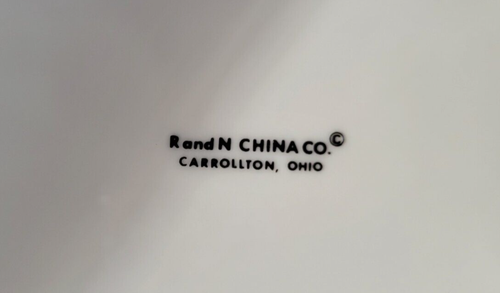 R and N CHINA CO.©
CARROLLTON, OHIO